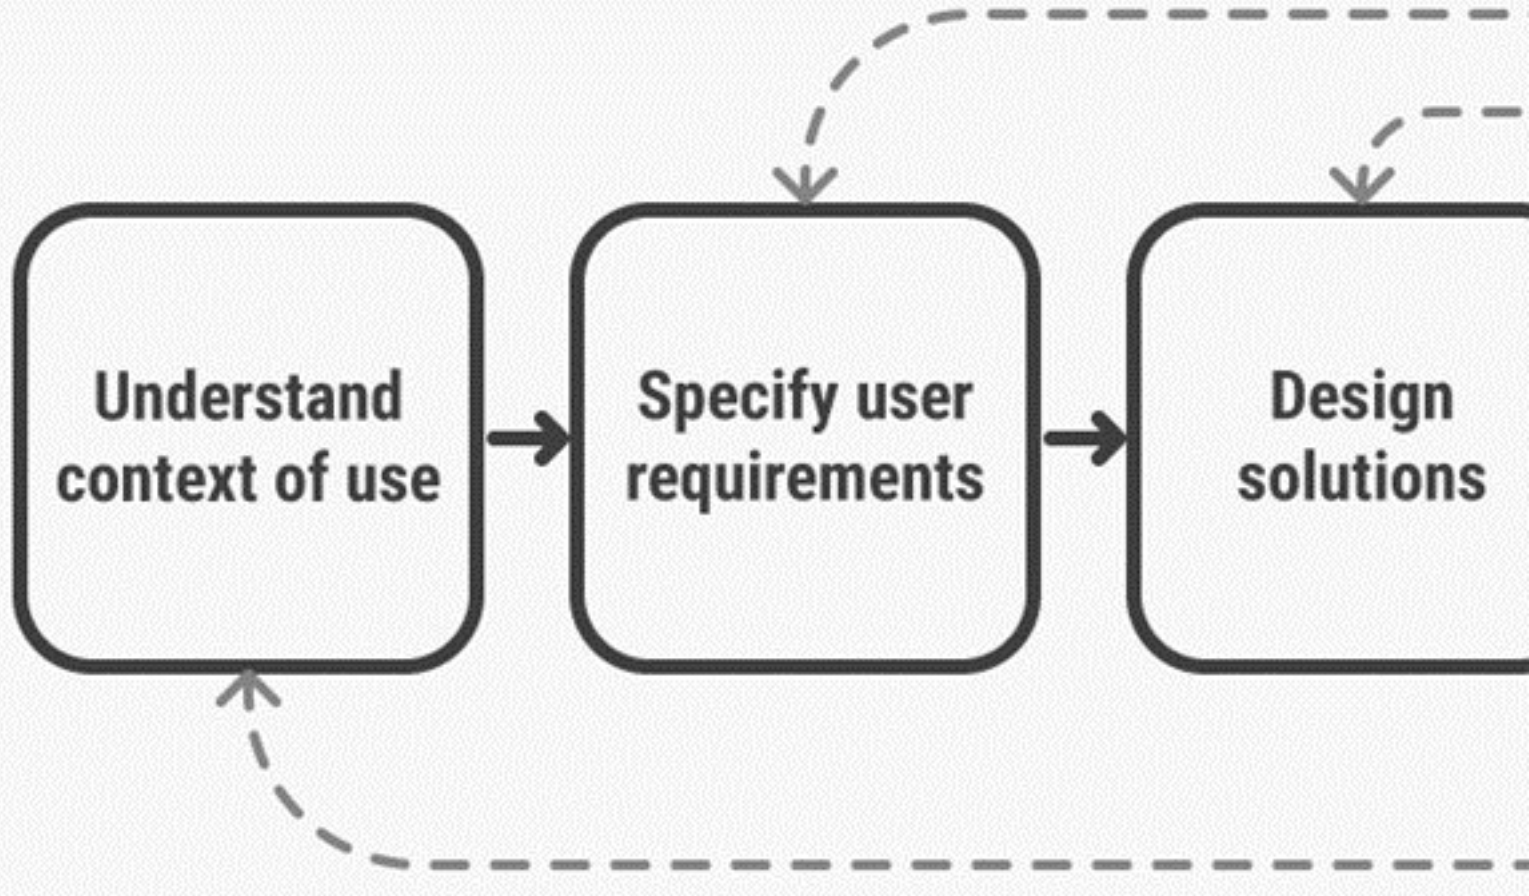 Understand
context of use
Specify user
requirements
Design
solutions